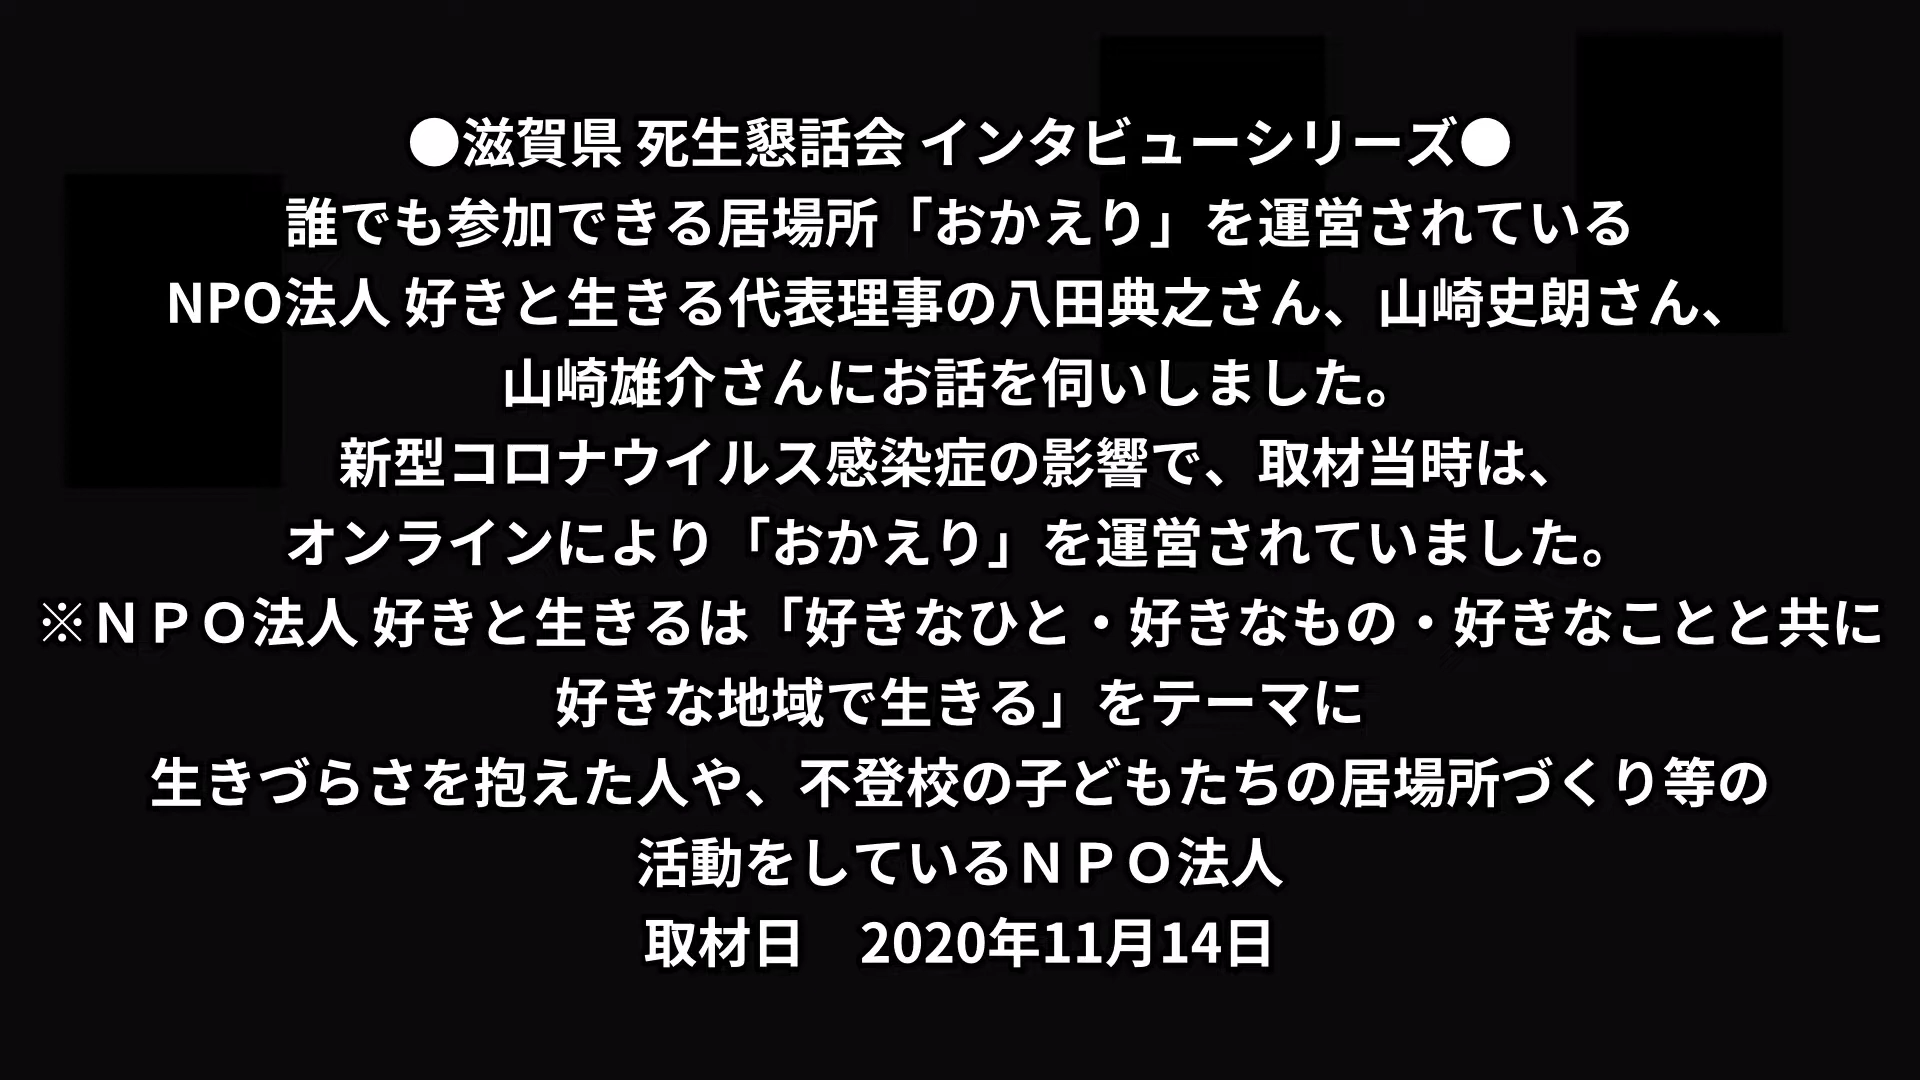 ●滋賀県 死生懇話会 インタビューシリーズ●
誰でも参加できる居場所「おかえり」を運営されている
NPO法人 好きと生きる代表理事の八田典之さん、山崎史朗さん、
山崎雄介さんにお話を伺いしました。
新型コロナウイルス感染症の影響で、取材当時は、
オンラインにより「おかえり」を運営されていました。
※ＮＰＯ法人 好きと生きるは「好きなひと・好きなもの・好きなことと共に
好きな地域で生きる」をテーマに
生きづらさを抱えた人や、不登校の子どもたちの居場所づくり等の
活動をしているＮＰＯ法人
取材日　2020年11月14日